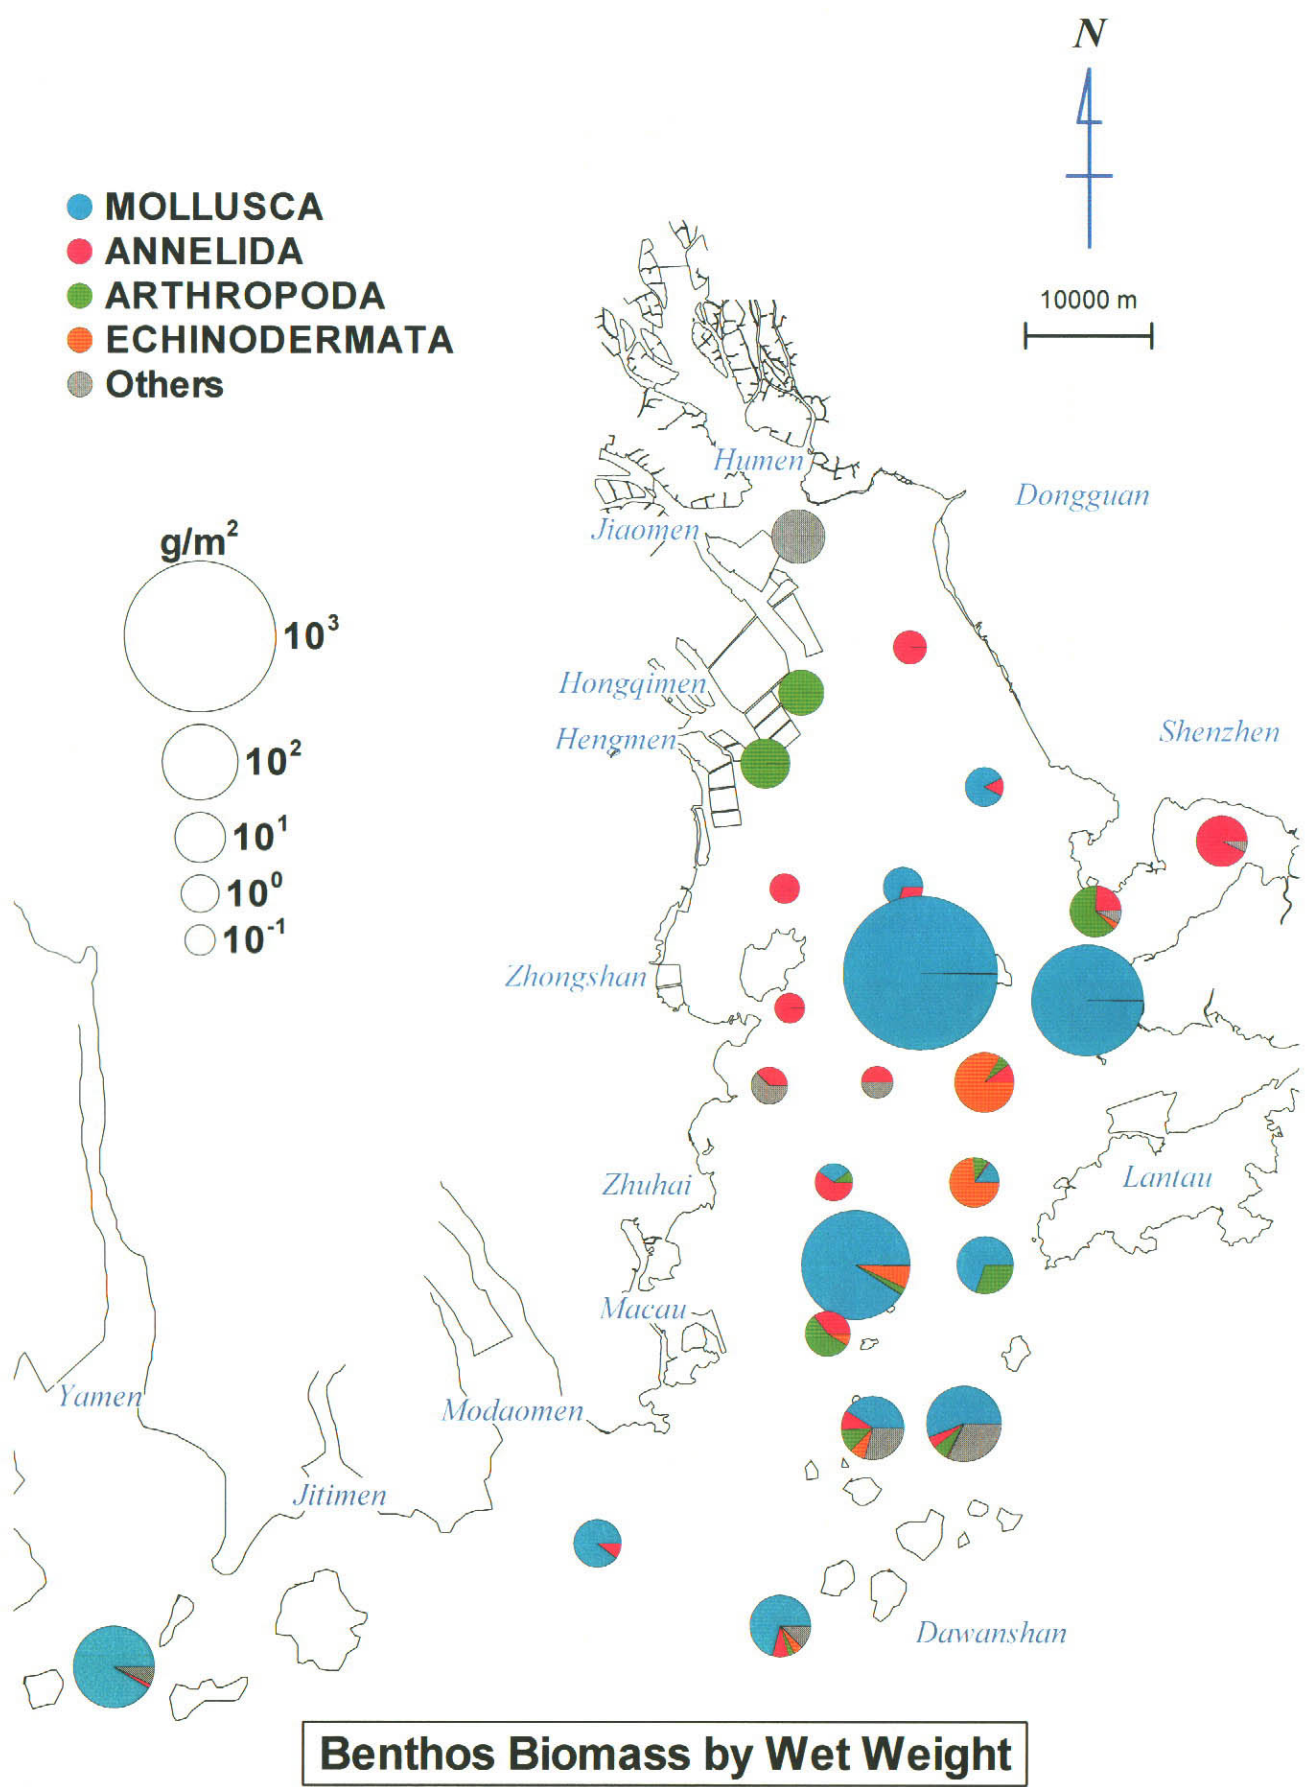 N
10000 m
MOLLUSCA
ANNELIDA
ARTHROPODA
ECHINODERMATA
Others
Humen
Dongguan
Jiaomen
g/m²
10³
Hongqimen
Hengmen
Shenzhen
10²
10¹
10⁰
10⁻¹
Zhongshan
Zhuhai
Lantau
Macau
Yamen
Modaomen
Jitimen
Dawanshan
Benthos Biomass by Wet Weight